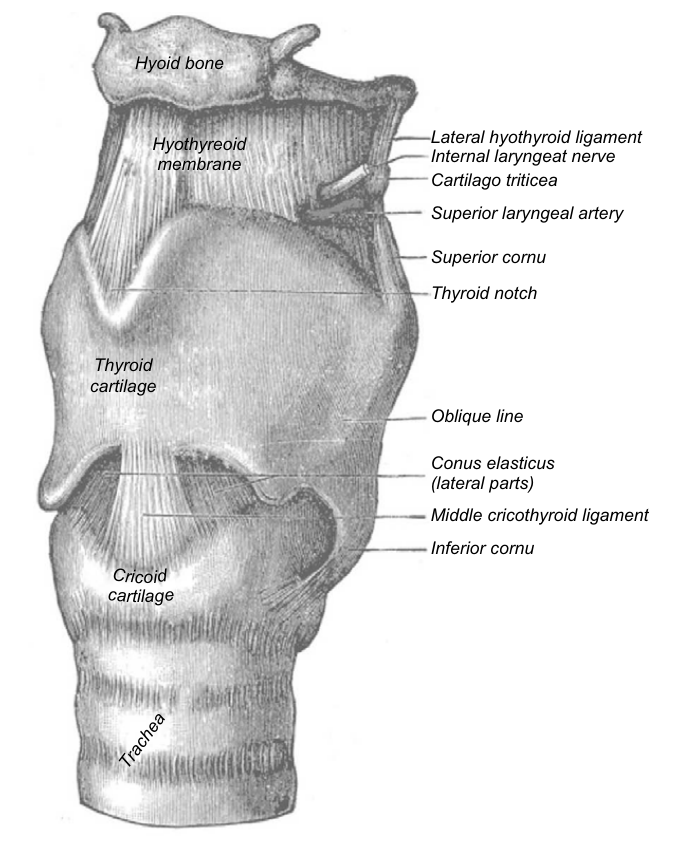 Hyoid bone
Hyothyreoid
membrane
Lateral hyothyroid ligament
Internal laryngeat nerve
Cartilago triticea
Superior laryngeal artery
Superior cornu
Thyroid notch
Thyroid
cartilage
Oblique line
Conus elasticus
(lateral parts)
Middle cricothyroid ligament
Inferior cornu
Cricoid
cartilage
Trachea